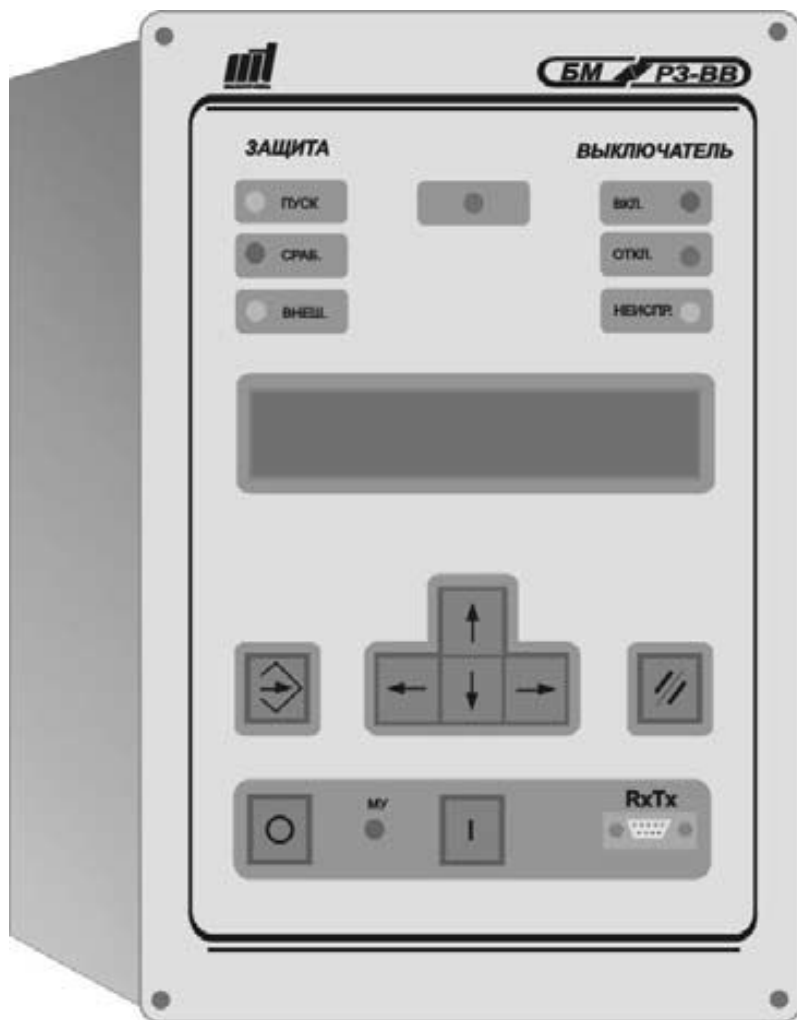 БМ РЗ-ВВ
ЗАЩИТА
ВЫКЛЮЧАТЕЛЬ
ПУСК
ВКЛ.
СРАБ.
ОТКЛ.
ВНЕШ.
НЕИСПР.
МУ
RxTx
O
I